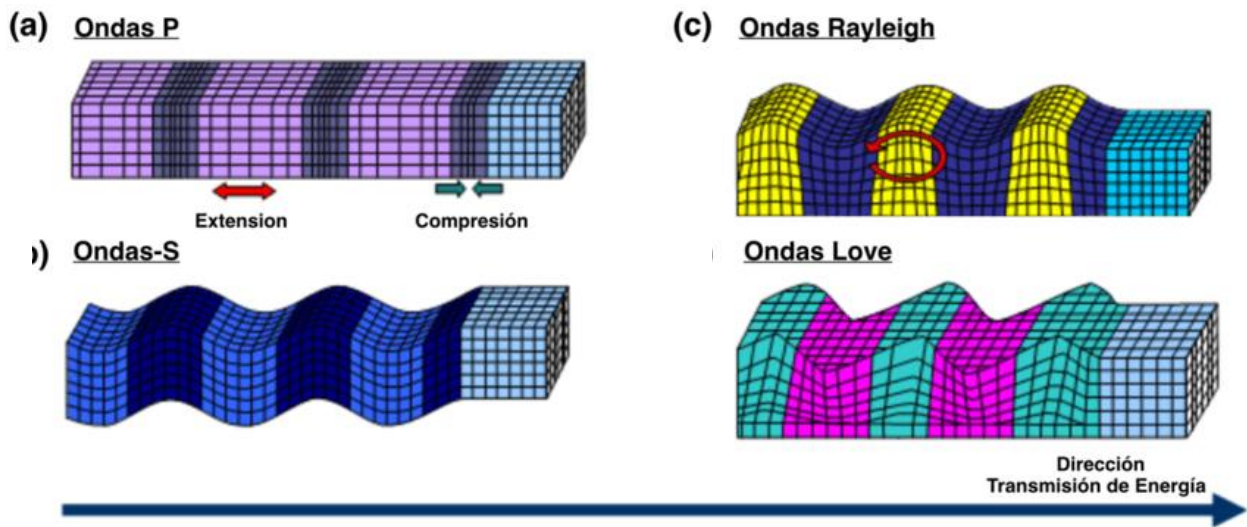 (a) Ondas P
(c) Ondas Rayleigh
Extension
Compresión
) Ondas-S
Ondas Love
Dirección
Transmisión de Energía